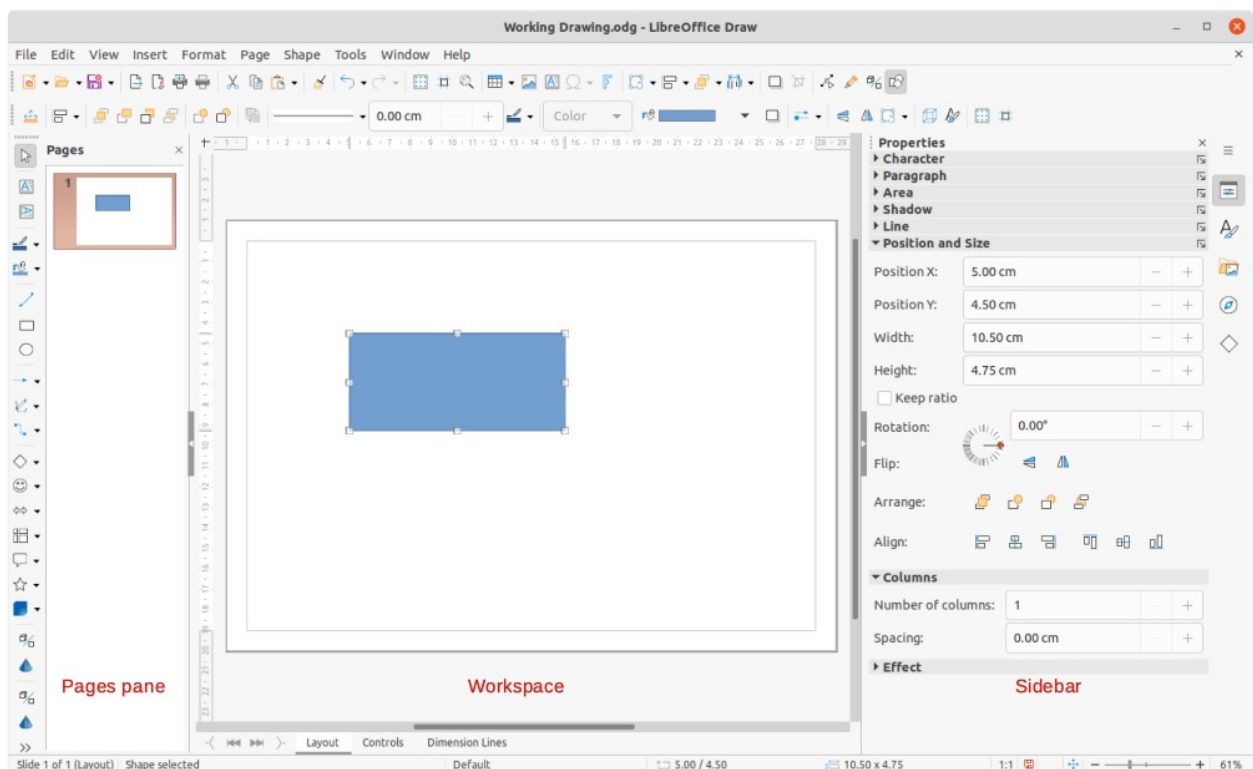 Working Drawing.odg - LibreOffice Draw
File Edit View Insert Format Page Shape Tools Window Help
0.00 cm Color
Pages
1
Properties
Character
Paragraph
Area
Shadow
Line
Position and Size
Position X: 5.00 cm
Position Y: 4.50 cm
Width: 10.50 cm
Height: 4.75 cm
Keep ratio
Rotation: 0.00°
Flip:
Arrange:
Align:
Columns
Number of columns: 1
Spacing: 0.00 cm
Effect
Pages pane
Workspace
Sidebar
Layout Controls Dimension Lines
Slide 1 of 1 (Layout) Shape selected Default 5.00 / 4.50 10.50 x 4.75 1:1 61%